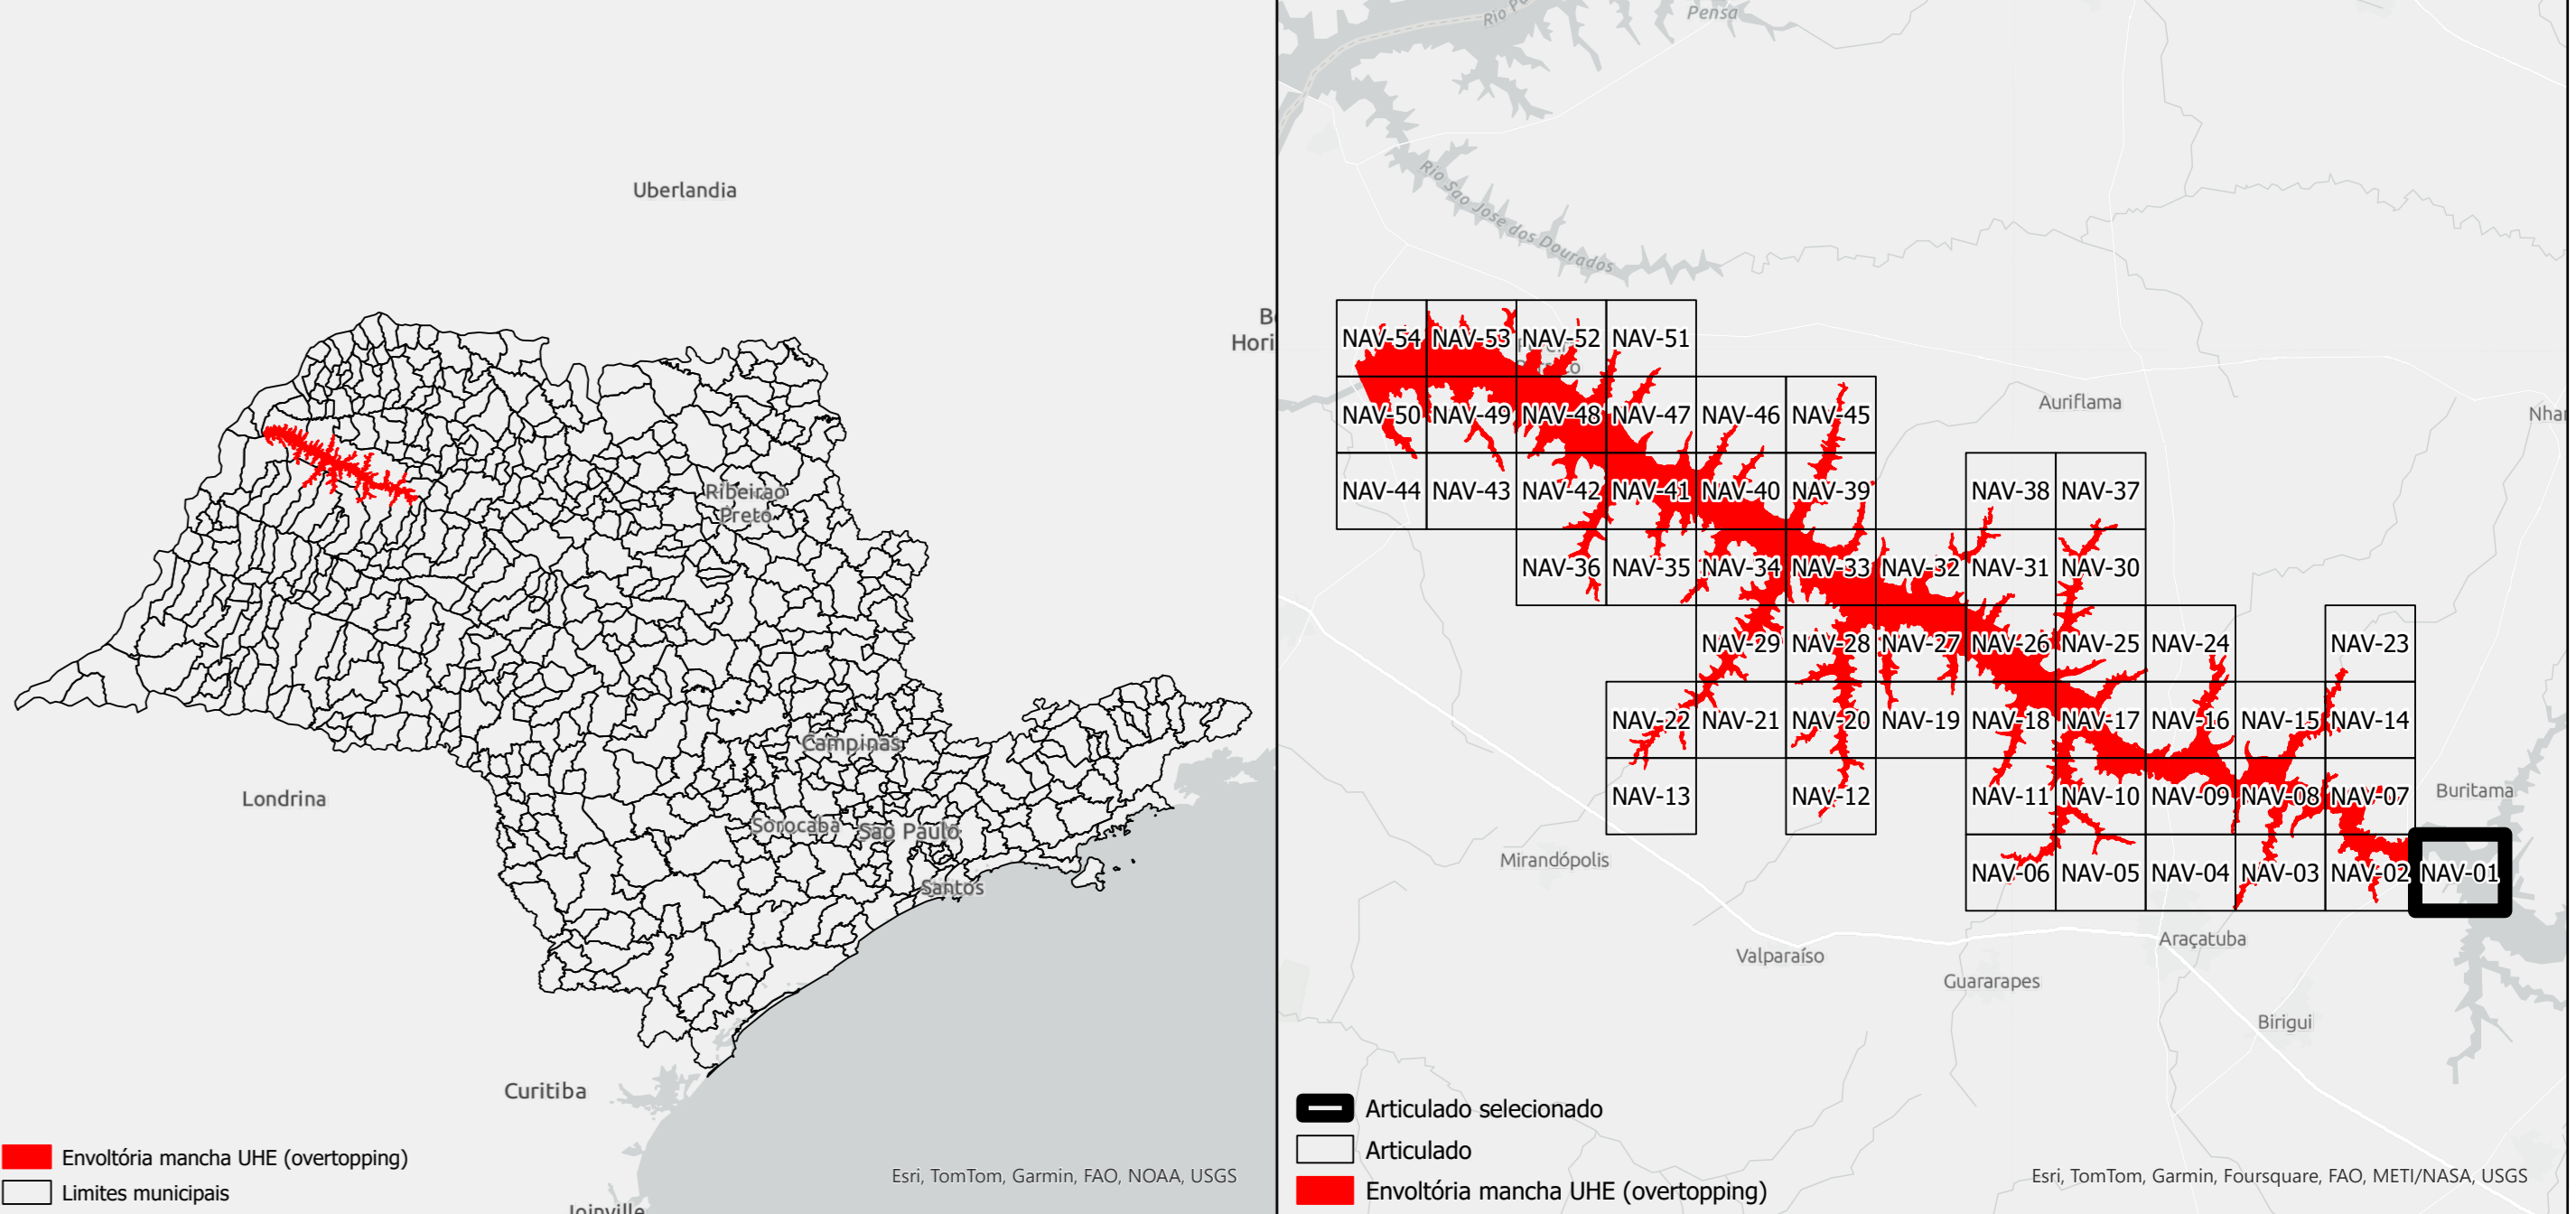 Uberlandia
Ribeirao
Preto
Campinas
Londrina
Sorocaba
Sao Paulo
Santos
Curitiba
Joinville
Envoltória mancha UHE (overtopping)
Limites municipais
Esri, TomTom, Garmin, FAO, NOAA, USGS
Hori
Pensa
Rio Sao Jose dos Dourados
NAV-54 NAV-53 NAV-52 NAV-51
NAV-50 NAV-49 NAV-48 NAV-47 NAV-46 NAV-45
Auriflama
Nhar
NAV-44 NAV-43 NAV-42 NAV-41 NAV-40 NAV-39 NAV-38 NAV-37
NAV-36 NAV-35 NAV-34 NAV-33 NAV-32 NAV-31 NAV-30
NAV-29 NAV-28 NAV-27 NAV-26 NAV-25 NAV-24 NAV-23
NAV-22 NAV-21 NAV-20 NAV-19 NAV-18 NAV-17 NAV-16 NAV-15 NAV-14
NAV-13 NAV-12 NAV-11 NAV-10 NAV-09 NAV-08 NAV-07
Buritama
Mirandópolis
NAV-06 NAV-05 NAV-04 NAV-03 NAV-02 NAV-01
Araçatuba
Valparaíso
Guararapes
Birigui
Articulado selecionado
Articulado
Envoltória mancha UHE (overtopping)
Esri, TomTom, Garmin, Foursquare, FAO, METI/NASA, USGS